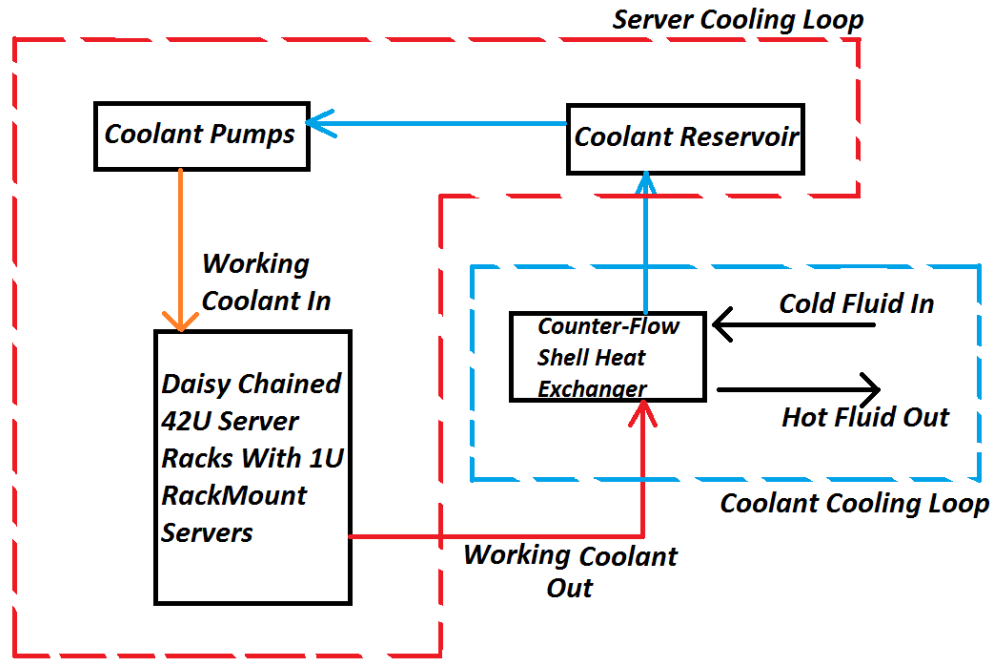 Server Cooling Loop
Coolant Pumps
Coolant Reservoir
Working
Coolant In
Cold Fluid In
Counter-Flow
Shell Heat
Exchanger
Hot Fluid Out
Daisy Chained
42U Server
Racks With 1U
RackMount
Servers
Coolant Cooling Loop
Working Coolant
Out